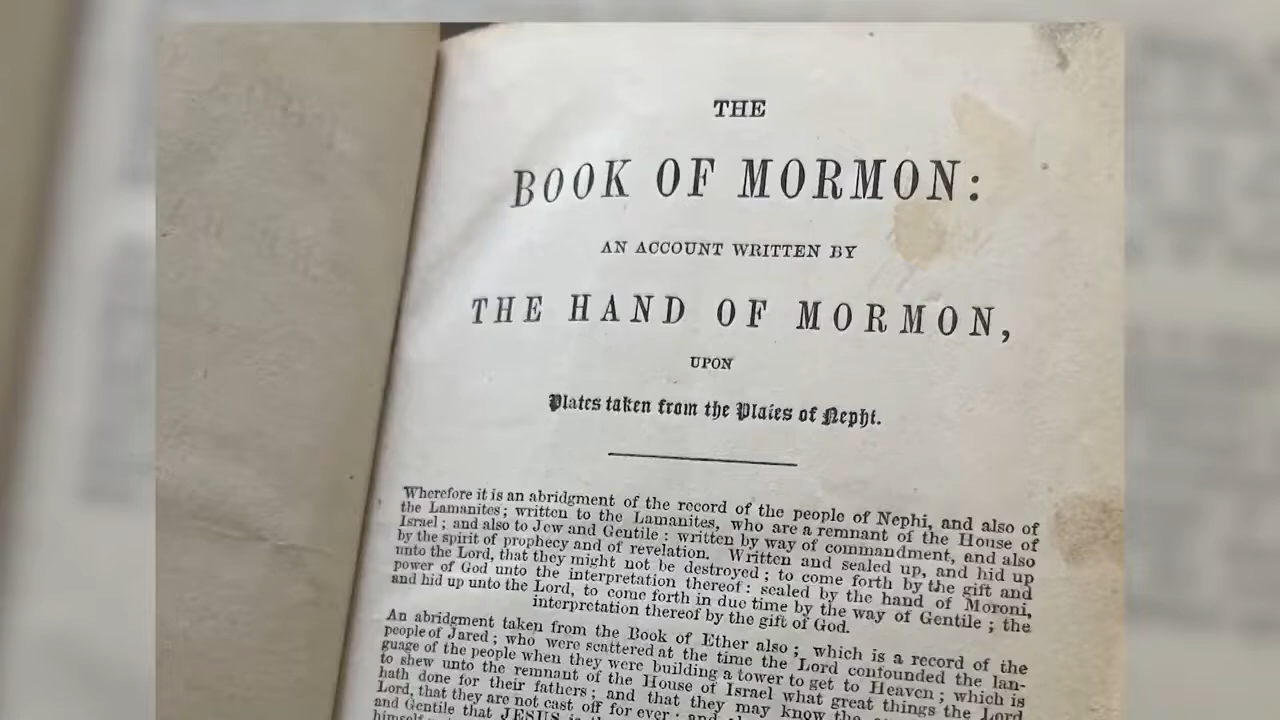 THE
BOOK OF MORMON:
AN ACCOUNT WRITTEN BY
THE HAND OF MORMON,
UPON
Plates taken from the Plates of Nephi.
Wherefore it is an abridgment of the record of the people of Nephi, and also of
the Lamanites; written to the Lamanites, who are a remnant of the House of
Israel; and also to Jew and Gentile: written by way of commandment, and also
by the spirit of prophecy and of revelation. Written and sealed up, and hid up
unto the Lord, that they might not be destroyed; to come forth by the gift and
power of God unto the interpretation thereof: sealed by the hand of Moroni,
and hid up unto the Lord, to come forth in due time by the way of Gentile; the
interpretation thereof by the gift of God.
An abridgment taken from the Book of Ether also; which is a record of the
people of Jared; who were scattered at the time the Lord confounded the lan-
guage of the people when they were building a tower to get to Heaven; which is
to shew unto the remnant of the House of Israel what great things the Lord
hath done for their fathers; and that they may know the
Lord, that they are not cast off for ever; and
and Gentile that JESUS is the